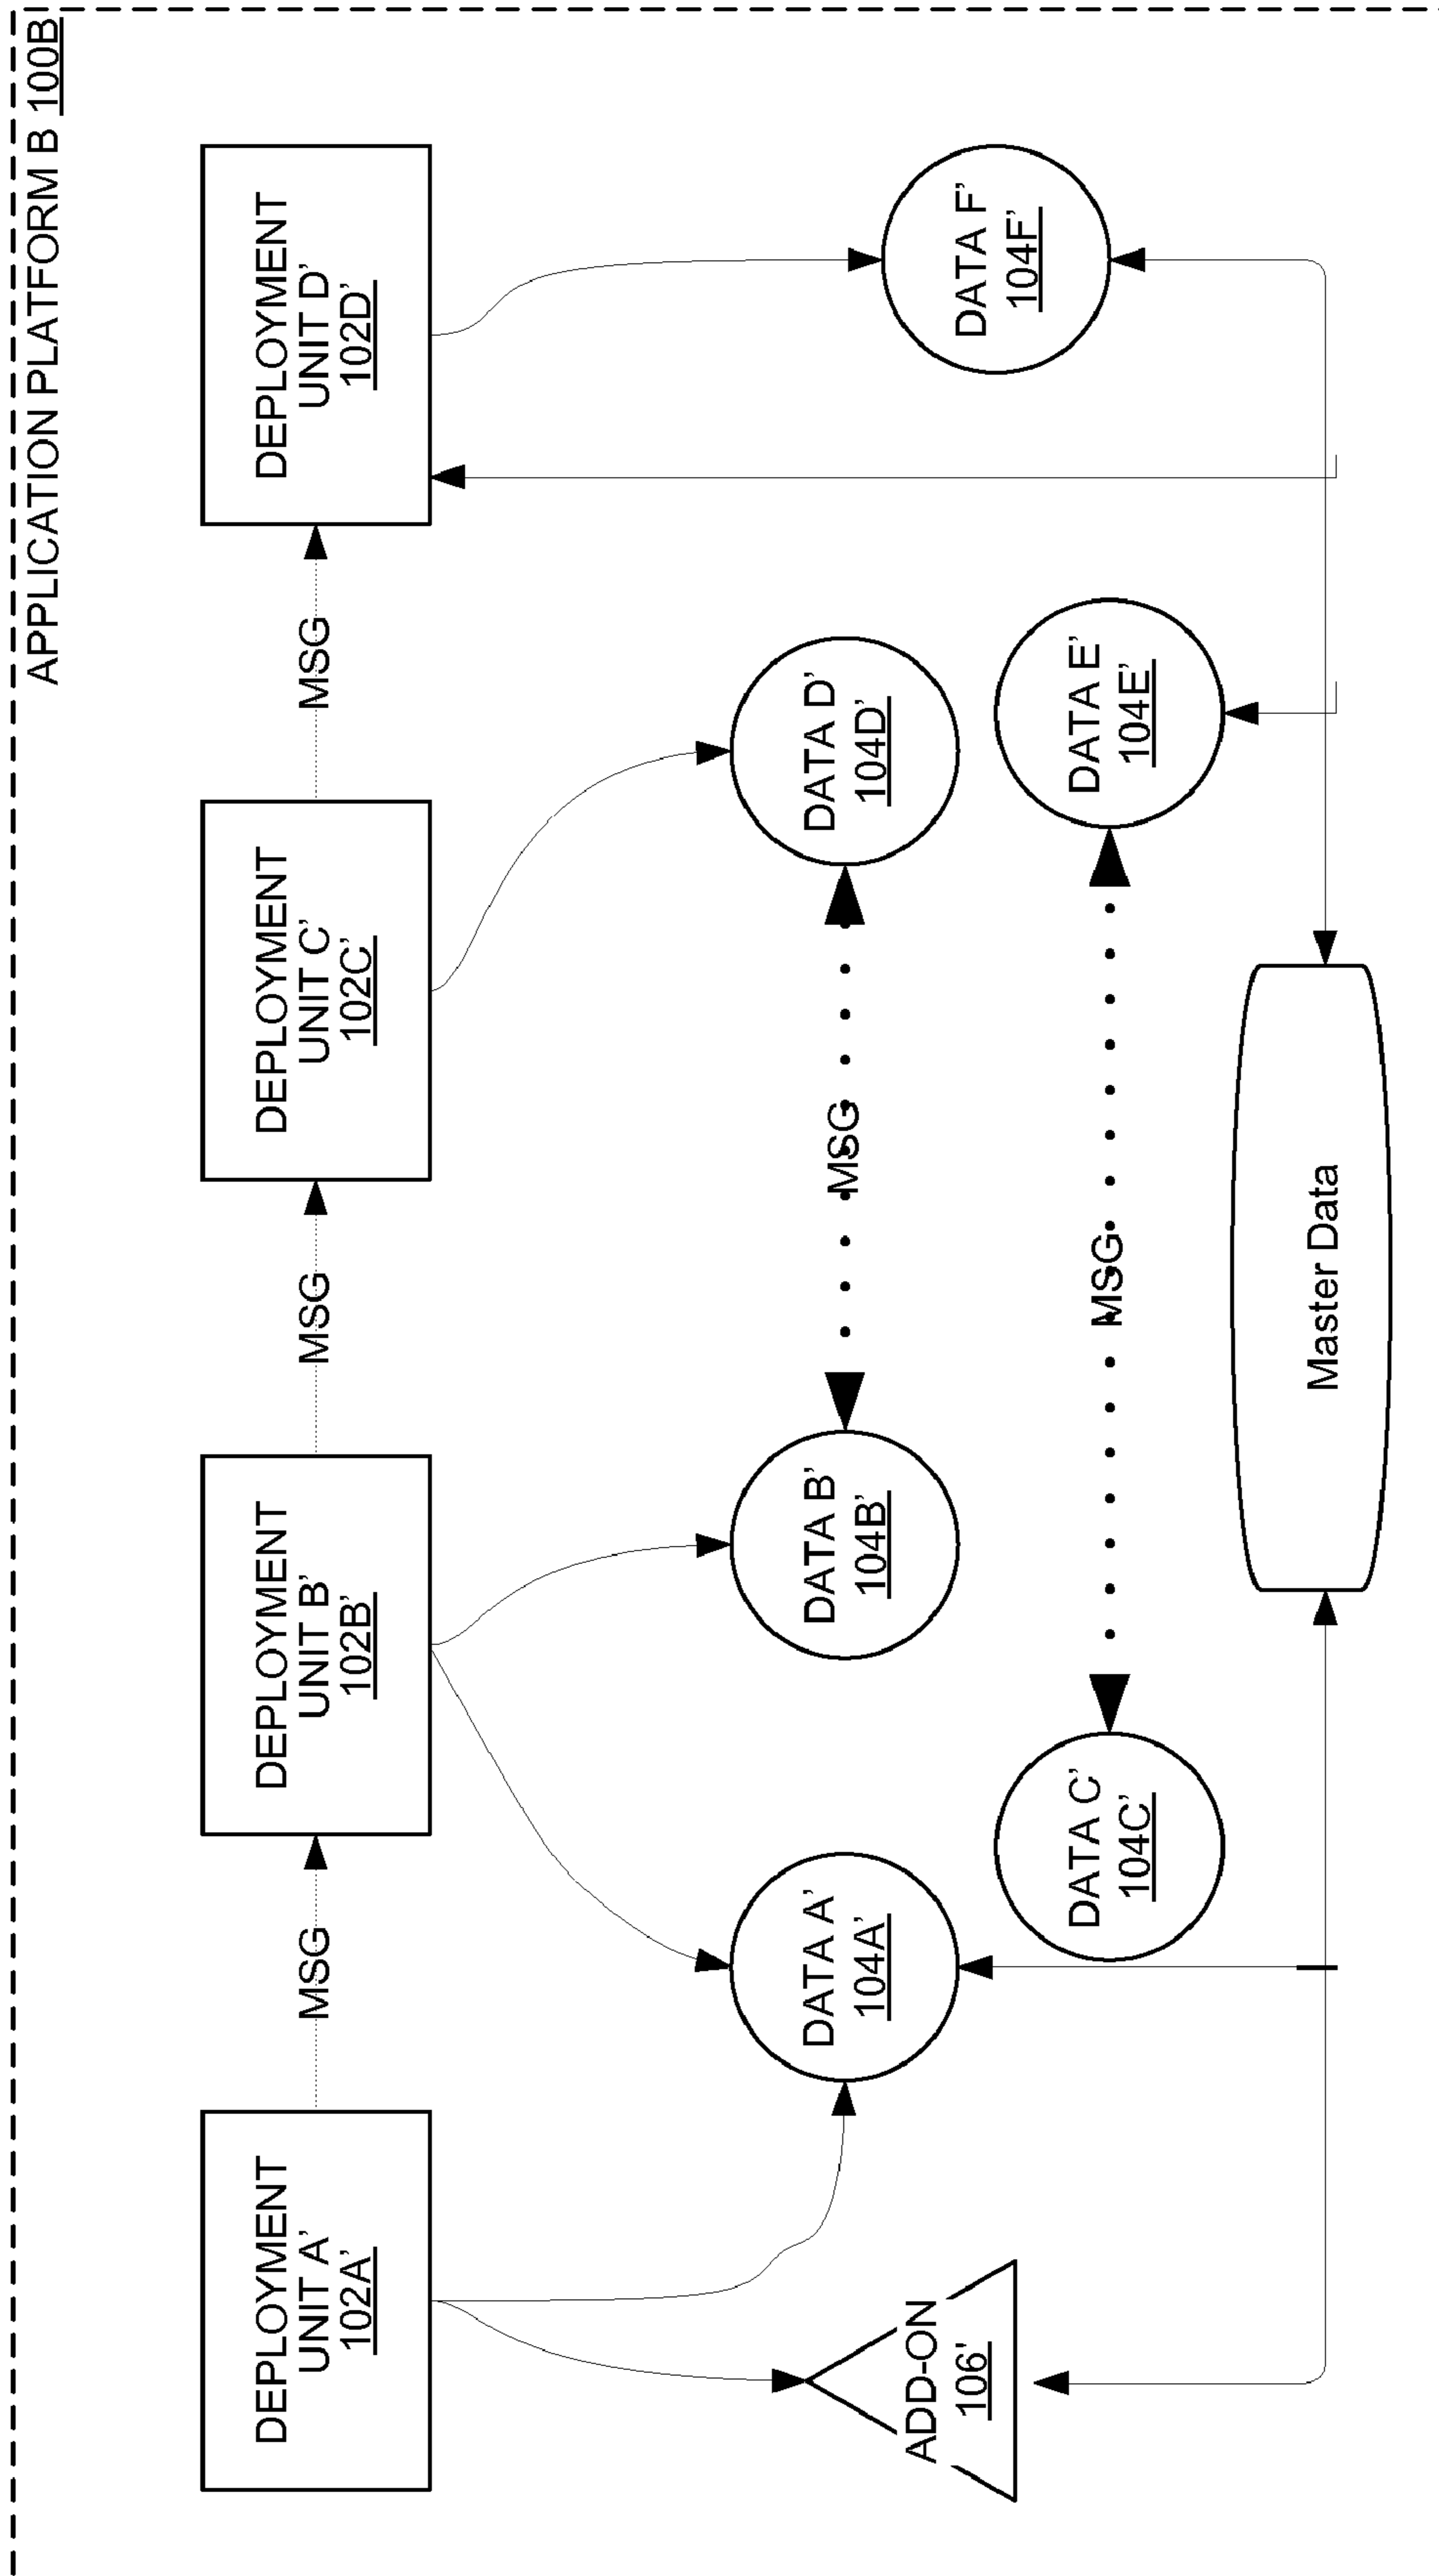 APPLICATION PLATFORM B 100B
DEPLOYMENT
UNIT A'
102A'
MSG
DEPLOYMENT
UNIT B'
102B'
MSG
DEPLOYMENT
UNIT C'
102C'
MSG
DEPLOYMENT
UNIT D'
102D'
ADD-ON
106'
DATA A'
104A'
DATA B'
104B'
MSG
DATA D'
104D'
DATA F'
104F'
DATA C'
104C'
MSG
DATA E'
104E'
Master Data